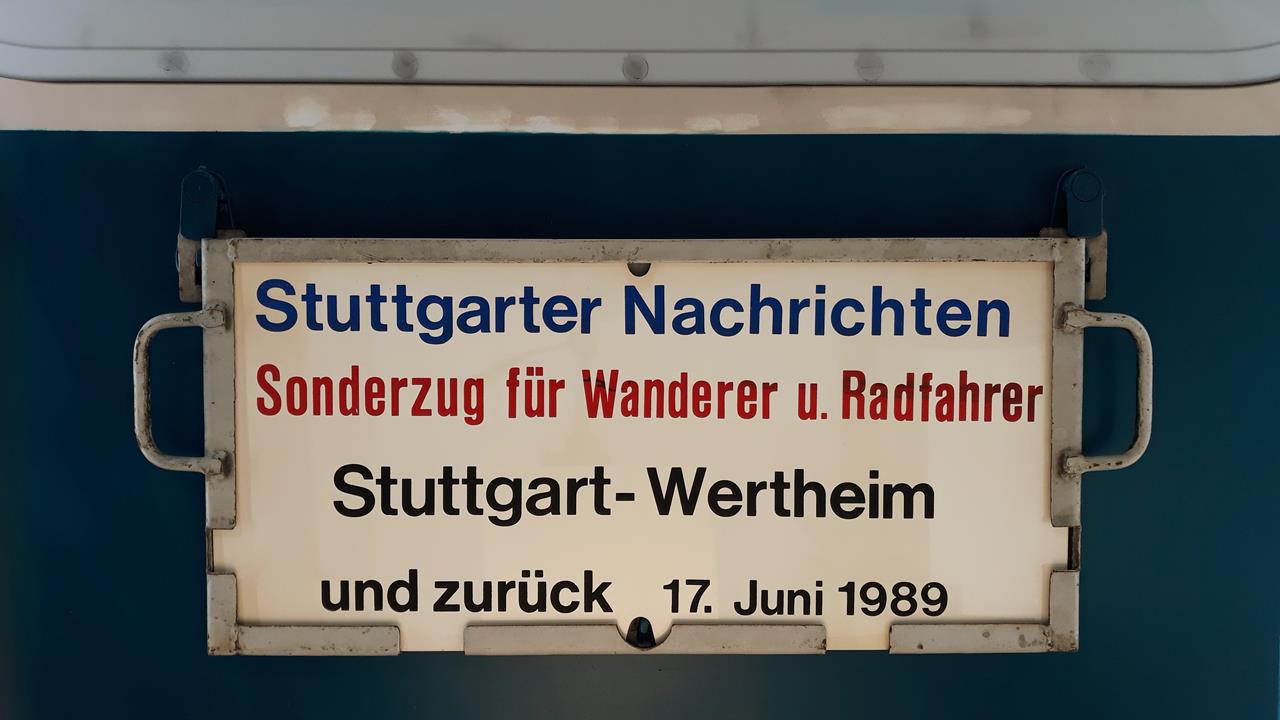 Stuttgarter Nachrichten
Sonderzug für Wanderer u. Radfahrer
Stuttgart-Wertheim
und zurück 17. Juni 1989